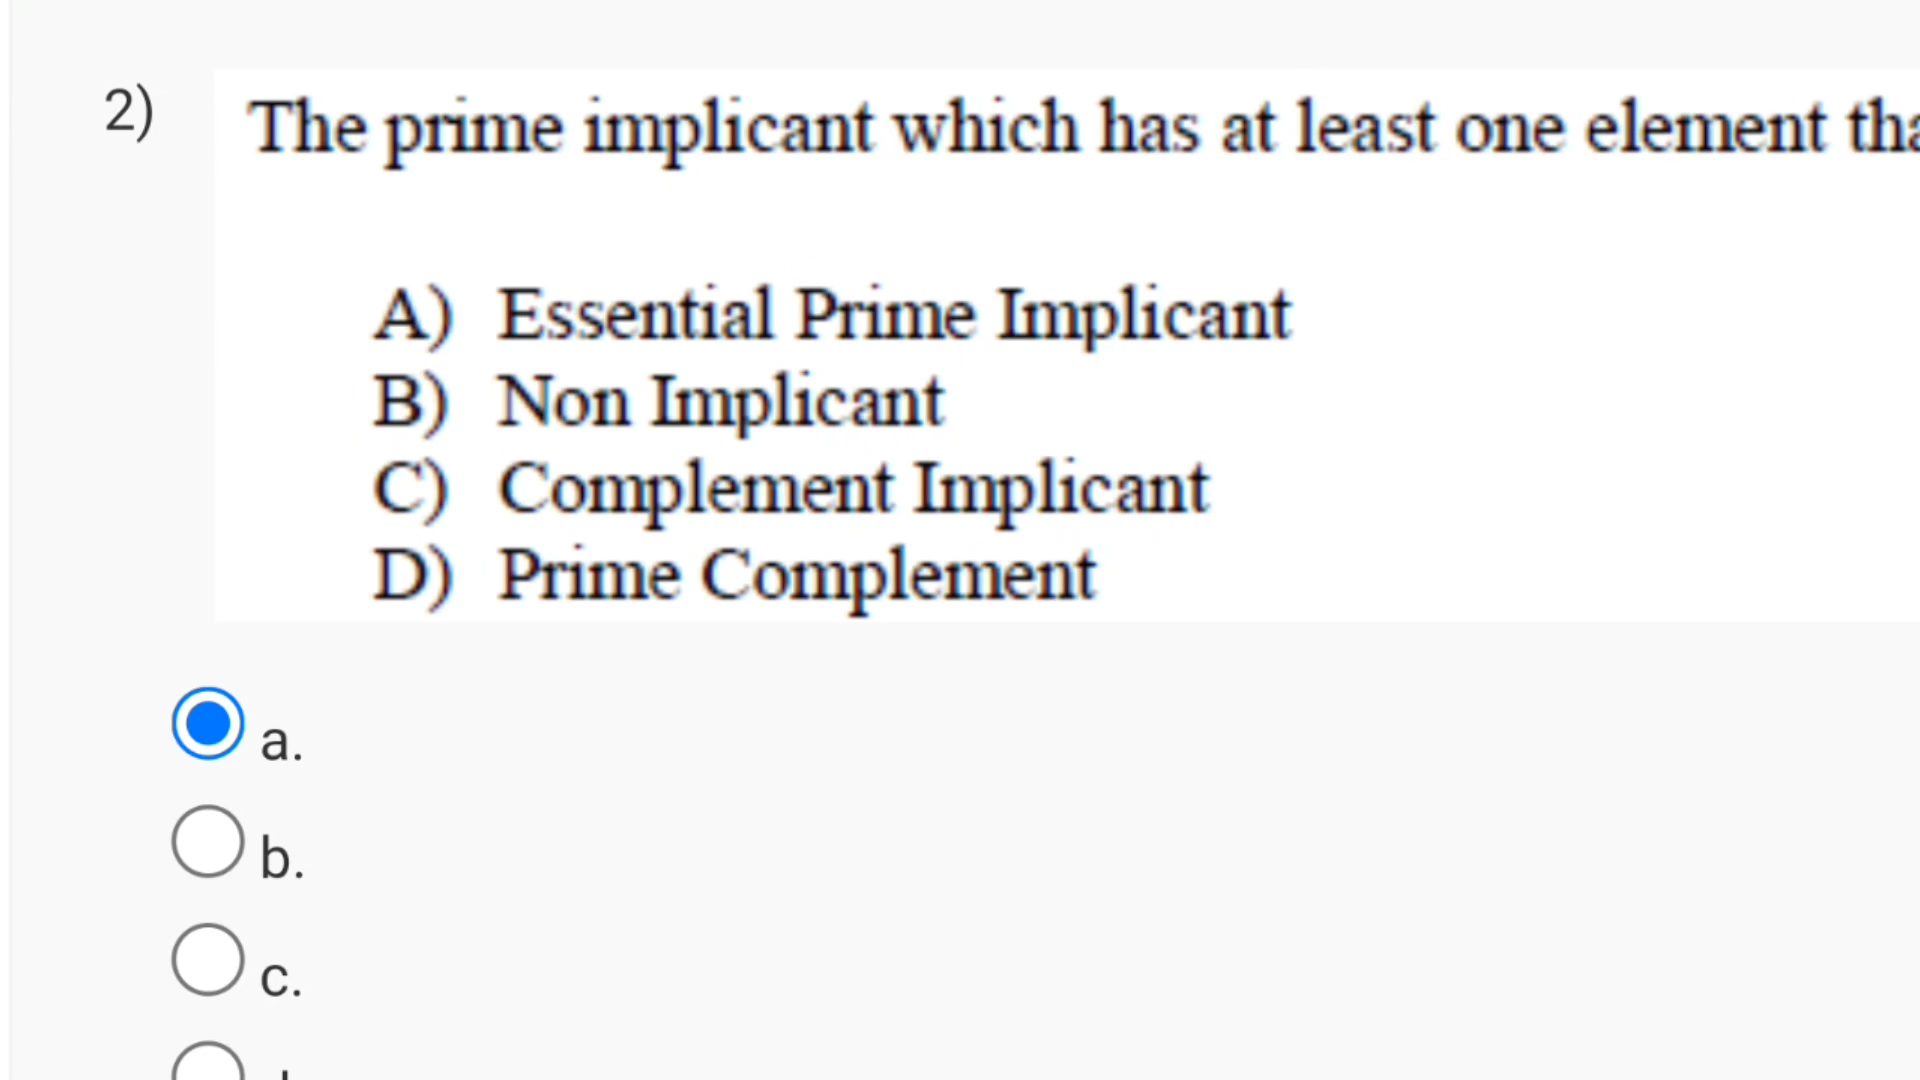 2) The prime implicant which has at least one element
A) Essential Prime Implicant
B) Non Implicant
C) Complement Implicant
D) Prime Complement
a.
b.
c.